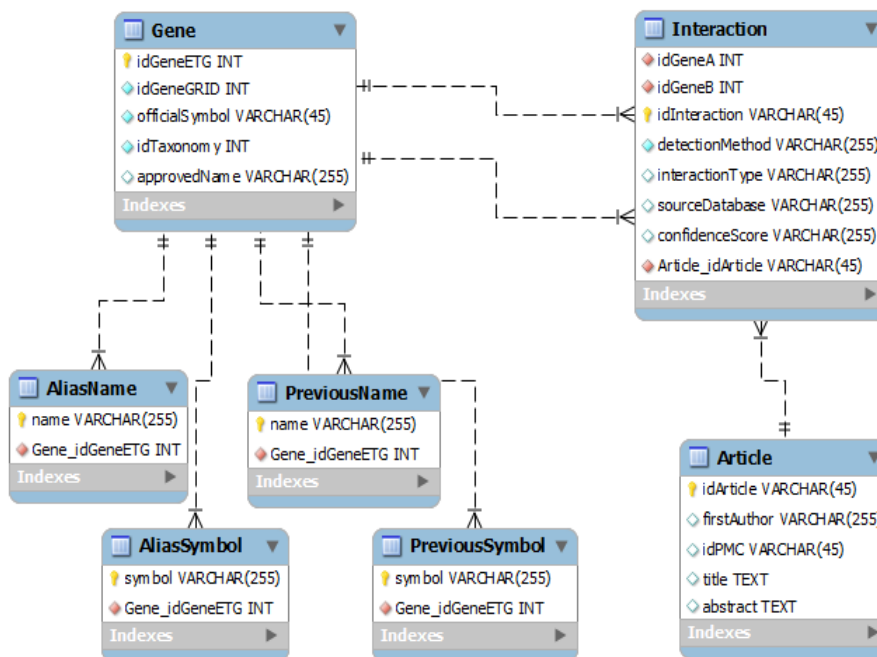 Gene
idGeneETG INT
idGeneGRID INT
offcialSymbol VARCHAR(45)
idTaxonomy INT
approvedName VARCHAR(255)
Indexes
Interaction
idGeneA INT
idGeneB INT
idInteraction VARCHAR(45)
detectionMethod VARCHAR(255)
interactionType VARCHAR(255)
sourceDatabase VARCHAR(255)
confidenceScore VARCHAR(255)
Article_idArticle VARCHAR(45)
Indexes
AliasName
name VARCHAR(255)
Gene_idGeneETG INT
Indexes
PreviousName
name VARCHAR(255)
Gene_idGeneETG INT
Indexes
AliasSymbol
symbol VARCHAR(255)
Gene_idGeneETG INT
Indexes
PreviousSymbol
symbol VARCHAR(255)
Gene_idGeneETG INT
Indexes
Article
idArticle VARCHAR(45)
firstAuthor VARCHAR(255)
idPMC VARCHAR(45)
title TEXT
abstract TEXT
Indexes